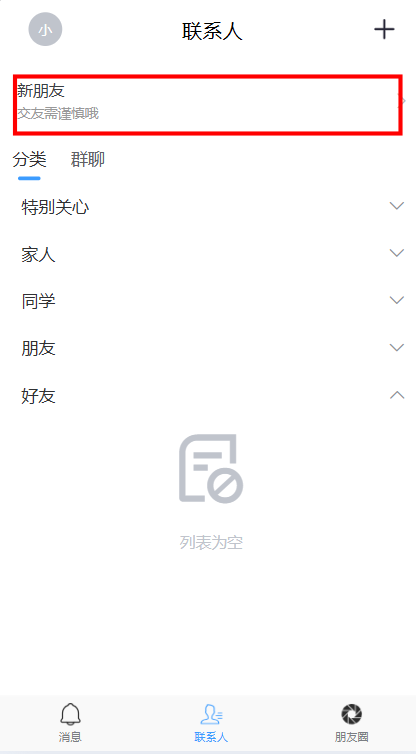 小
联系人
新朋友
交友需谨慎哦
分类 群聊
特别关心
家人
同学
朋友
好友
列表为空
消息 联系人 朋友圈